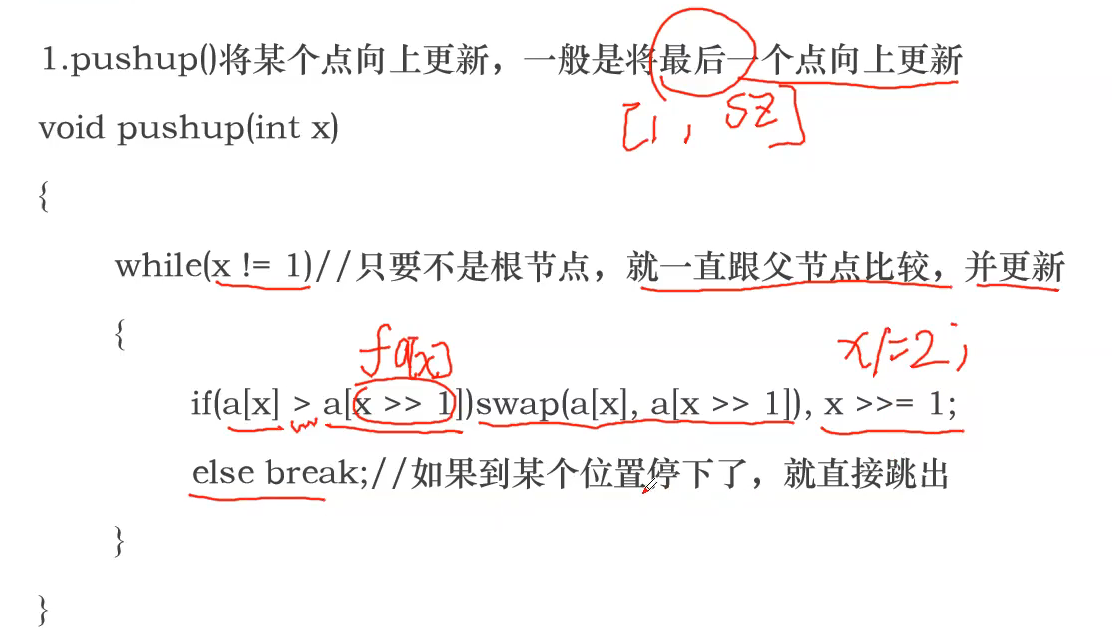 1.pushup()将某个点向上更新，一般是将最后一个点向上更新
[1, sz]
void pushup(int x)
{
while(x != 1)//只要不是根节点，就一直跟父节点比较，并更新
{
fa[x]
x/=2;
if(a[x] > a[x >> 1])swap(a[x], a[x >> 1]), x >>= 1;
else break;//如果到某个位置停下了，就直接跳出
}
}